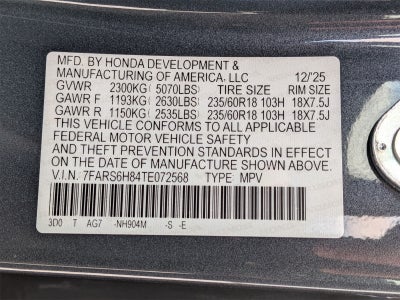 MFD. BY HONDA DEVELOPMENT &
MANUFACTURING OF AMERICA, LLC 12/'25
GVWR 2300KG( 5070LBS) TIRE SIZE RIM SIZE
GAWR F 1193KG( 2630LBS) 235/60R18 103H 18X7.5J
GAWR R 1150KG( 2535LBS) 235/60R18 103H 18X7.5J
THIS VEHICLE CONFORMS TO ALL APPLICABLE
FEDERAL MOTOR VEHICLE SAFETY
AND THEFT PREVENTION STANDARDS IN EFFECT
ON THE DATE OF MANUFACTURE SHOWN ABOVE.
V.I.N. 7FARS6H84TE072568 TYPE MPV
3D0 T AG7 -NH904M -S -E